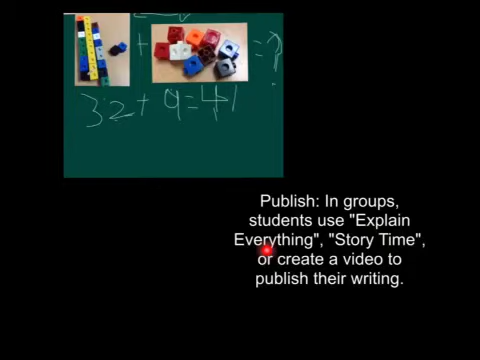 + = ?
32 + 9 = 41
Publish: In groups,
students use "Explain
Everything", "Story Time",
or create a video to
publish their writing.